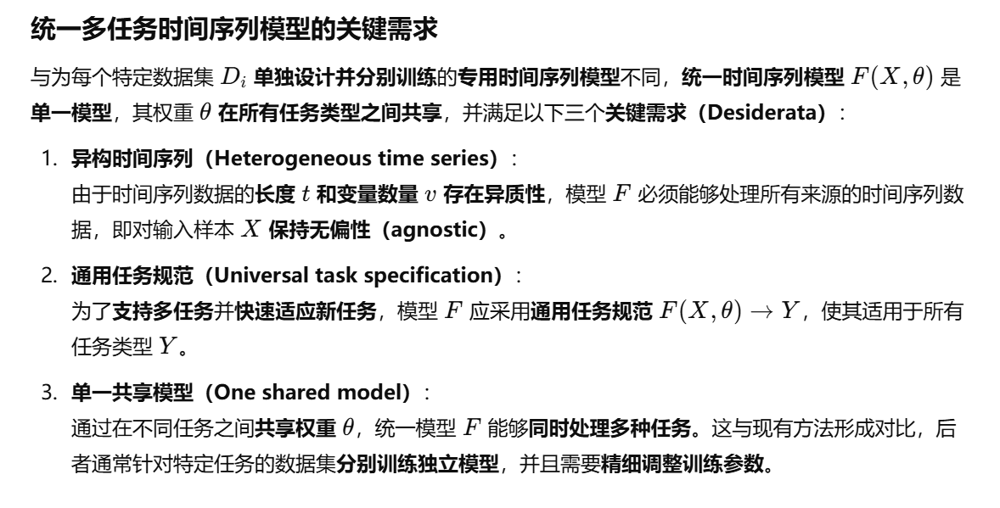 统一多任务时间序列模型的关键需求
与为每个特定数据集 D_i 单独设计并分别训练的专用时间序列模型不同，统一时间序列模型 F(X, θ) 是
单一模型，其权重 θ 在所有任务类型之间共享，并满足以下三个关键需求（Desiderata）：
1. 异构时间序列（Heterogeneous time series）：
由于时间序列数据的长度 t 和变量数量 v 存在异质性，模型 F 必须能够处理所有来源的时间序列数
据，即对输入样本 X 保持无偏性（agnostic）。
2. 通用任务规范（Universal task specification）：
为了支持多任务并快速适应新任务，模型 F 应采用通用任务规范 F(X, θ) → Y，使其适用于所有
任务类型 Y。
3. 单一共享模型（One shared model）：
通过在不同任务之间共享权重 θ，统一模型 F 能够同时处理多种任务。这与现有方法形成对比，后
者通常针对特定任务的数据集分别训练独立模型，并且需要精细调整训练参数。